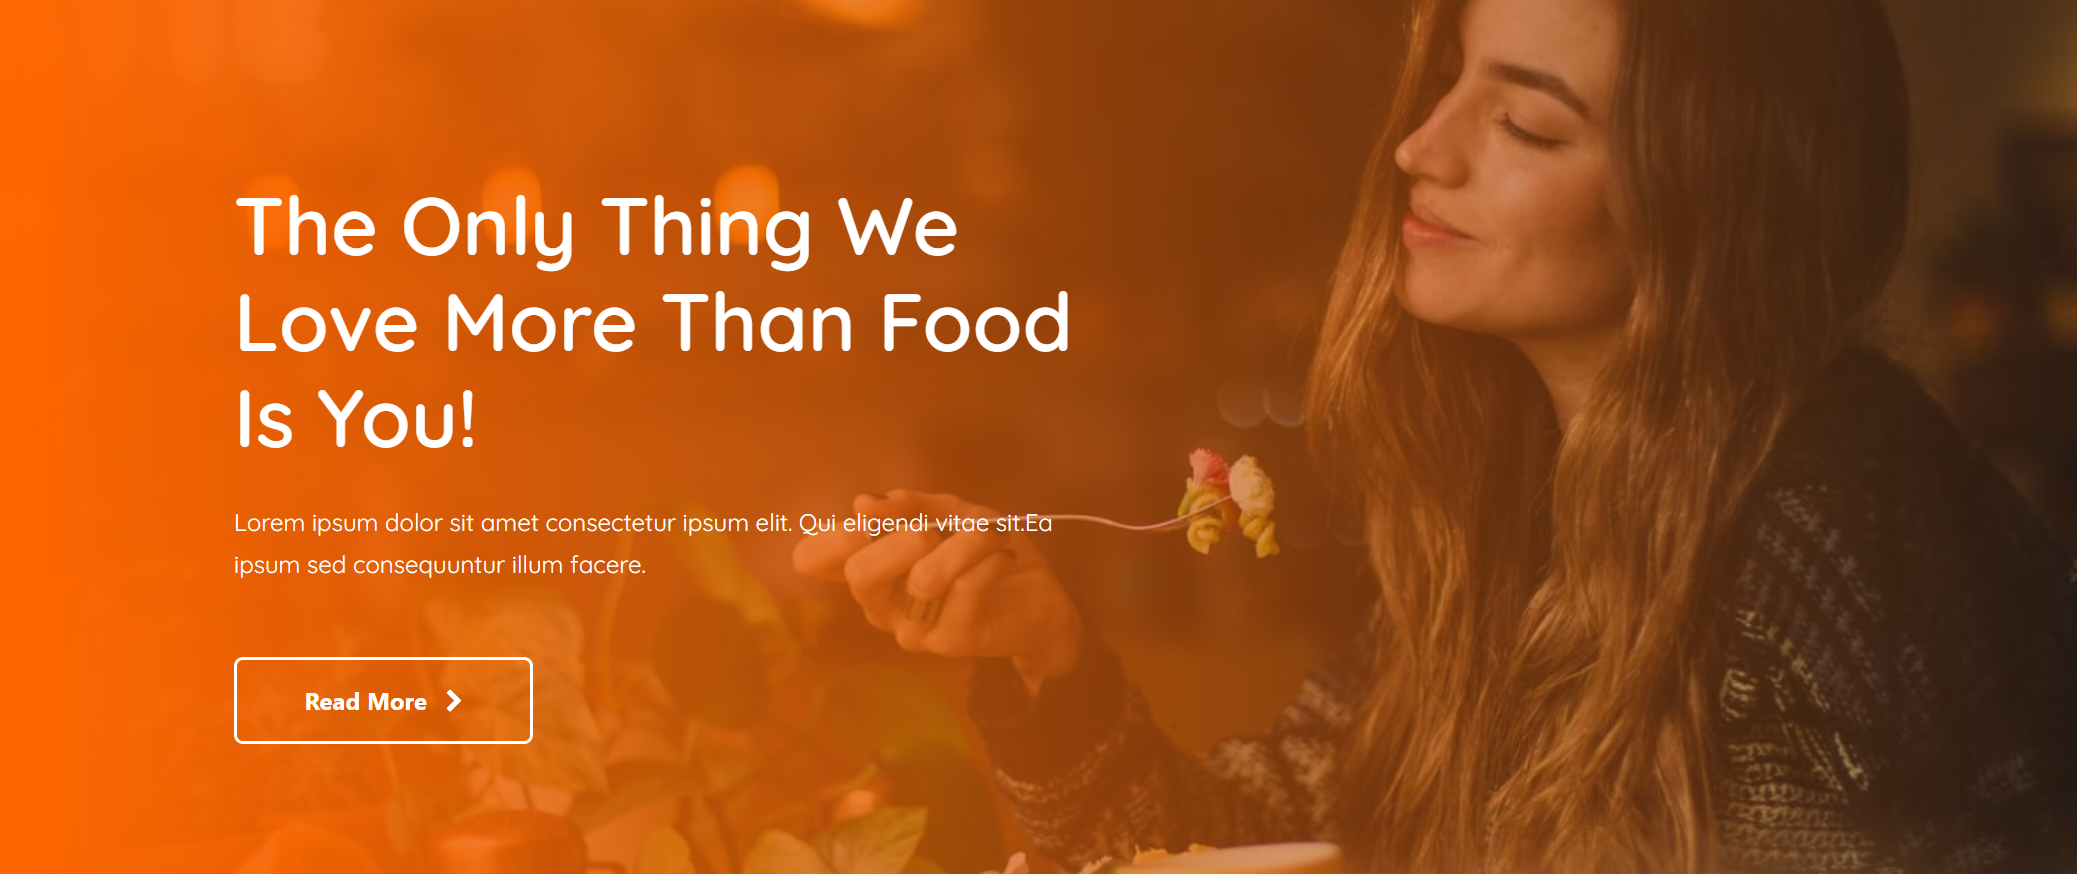 The Only Thing We
Love More Than Food
Is You!
Lorem ipsum dolor sit amet consectetur ipsum elit. Qui eligendi vitae sit.Ea
ipsum sed consequuntur illum facere.
Read More